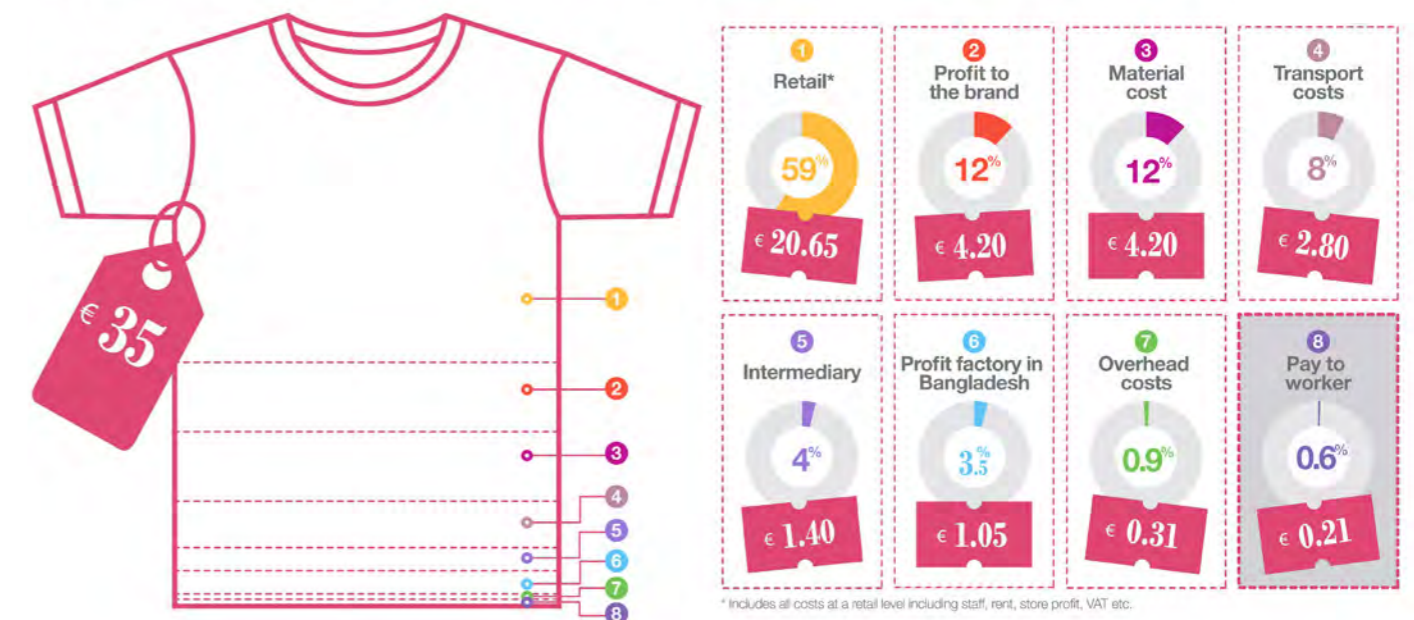 € 35
1
2
3
4
5
6
7
8
1
Retail*
59%
€ 20.65
2
Profit to
the brand
12%
€ 4.20
3
Material
cost
12%
€ 4.20
4
Transport
costs
8%
€ 2.80
5
Intermediary
4%
€ 1.40
6
Profit factory in
Bangladesh
3.5%
€ 1.05
7
Overhead
costs
0.9%
€ 0.31
8
Pay to
worker
0.6%
€ 0.21
* Includes all costs at a retail level including staff, rent, store profit, VAT etc.